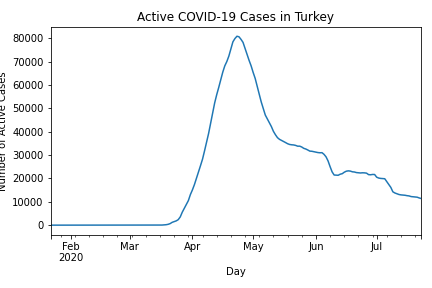 Active COVID-19 Cases in Turkey
Number of Active Cases
80000
70000
60000
50000
40000
30000
20000
10000
0
Feb Mar Apr May Jun Jul
2020
Day